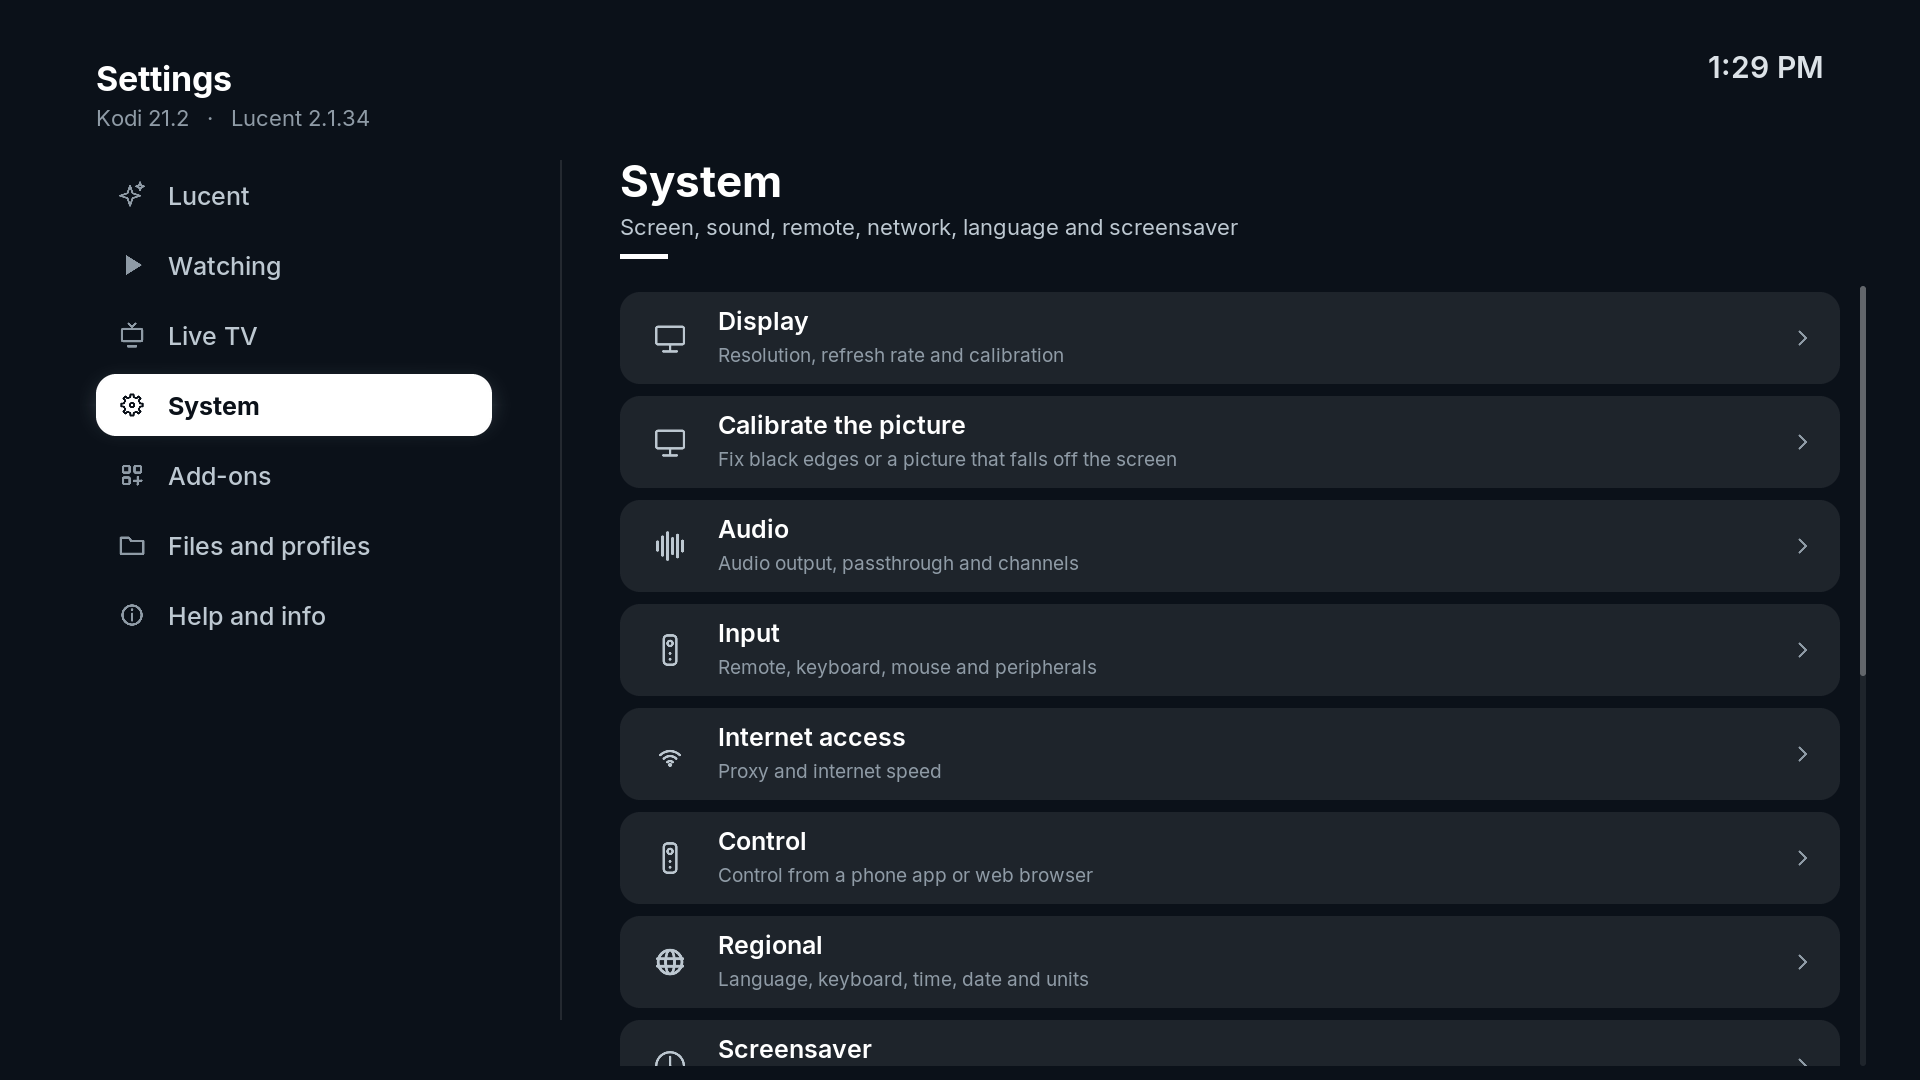 Settings
Kodi 21.2 · Lucent 2.1.34
1:29 PM
Lucent
Watching
Live TV
System
Add-ons
Files and profiles
Help and info
System
Screen, sound, remote, network, language and screensaver
Display
Resolution, refresh rate and calibration
Calibrate the picture
Fix black edges or a picture that falls off the screen
Audio
Audio output, passthrough and channels
Input
Remote, keyboard, mouse and peripherals
Internet access
Proxy and internet speed
Control
Control from a phone app or web browser
Regional
Language, keyboard, time, date and units
Screensaver